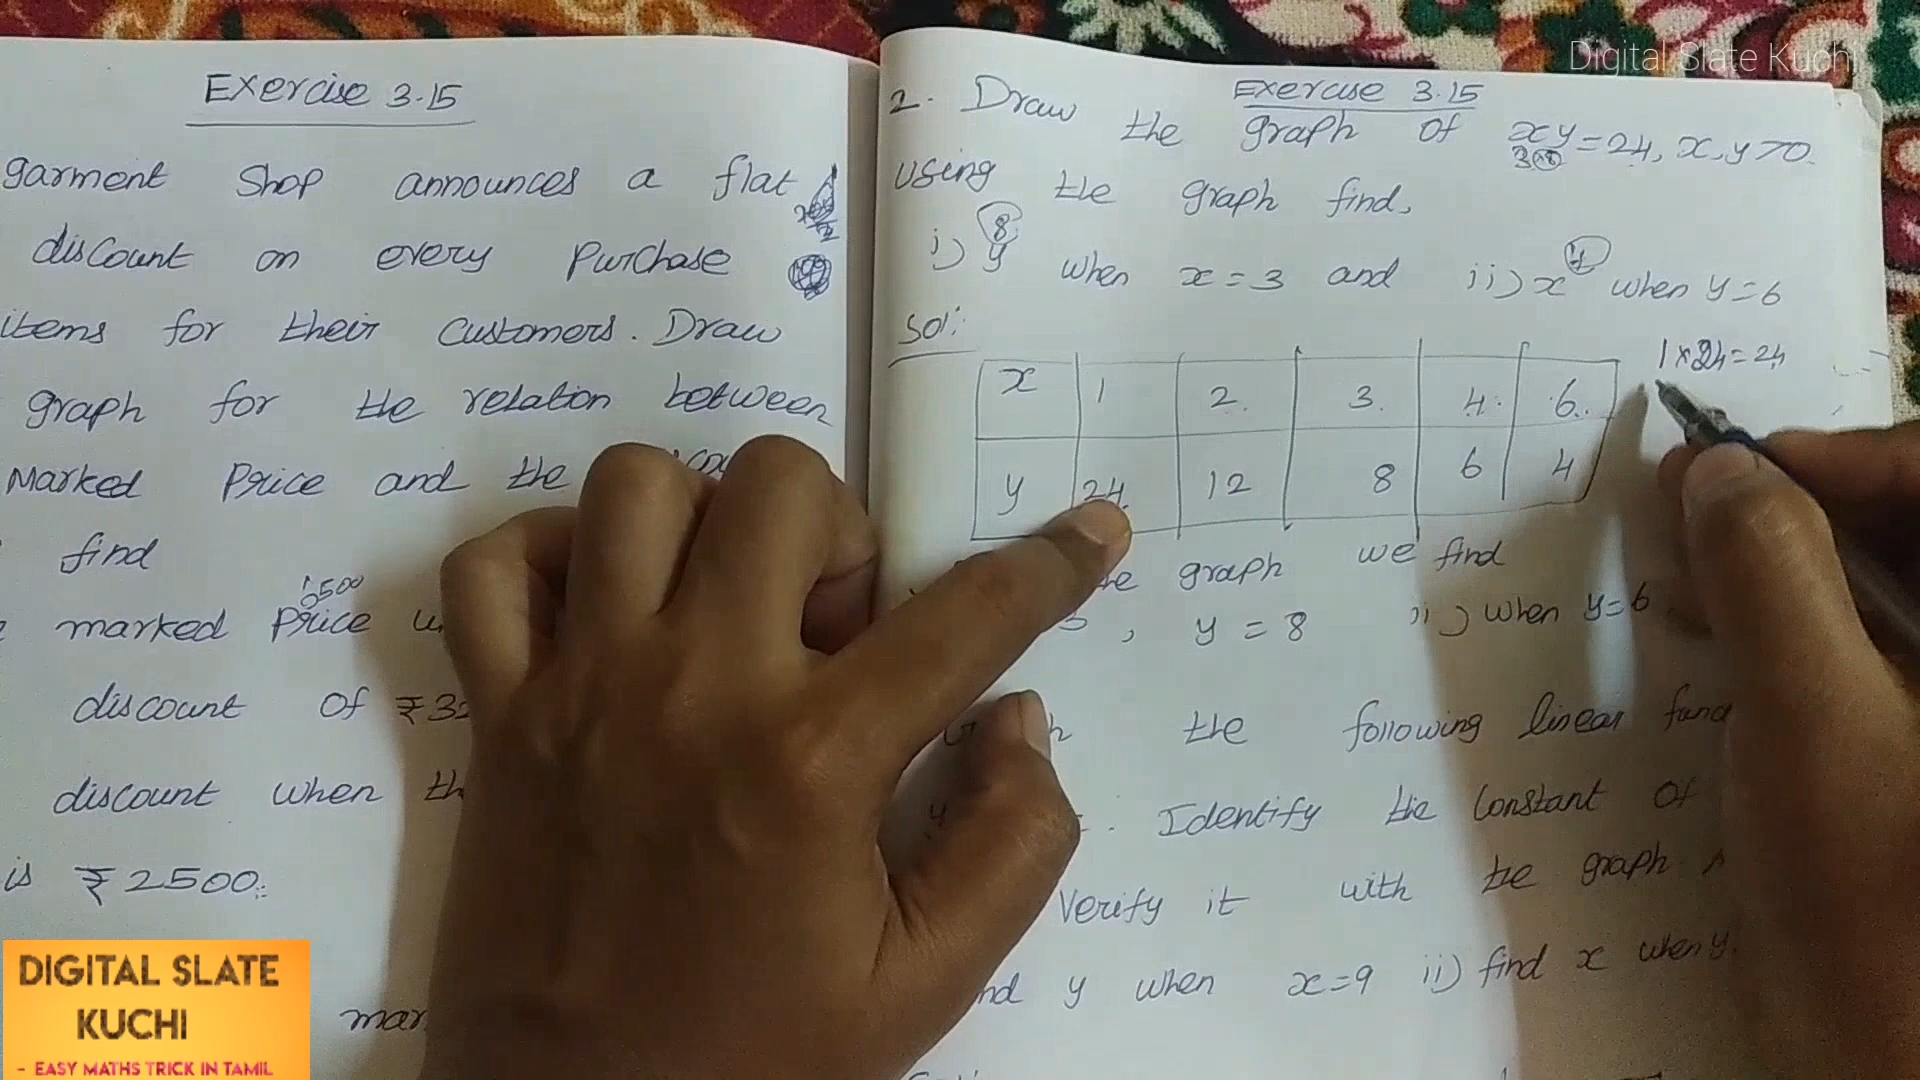 Exercise 3.15
garment Shop announces a flat
discount on every Purchase
items for their Customers. Draw
graph for the relation between
Marked Price and the
find
1500
marked Price
discount of ₹
discount when
is ₹ 2500.
Digital Slate Kuchi
Exercise 3.15
2. Draw the graph of xy=24, x,y>0.
using the graph find,
8
i) y when x=3 and ii) x when y=6
Sol:
1×24=24
x 1 2 3 4 6
y 24 12 8 6 4
graph we find
, y = 8 ii) when y=6
the following linear
Identify the Constant of
Verify it with the graph
y when x=9 ii) find x when y
DIGITAL SLATE
KUCHI
- EASY MATHS TRICK IN TAMIL